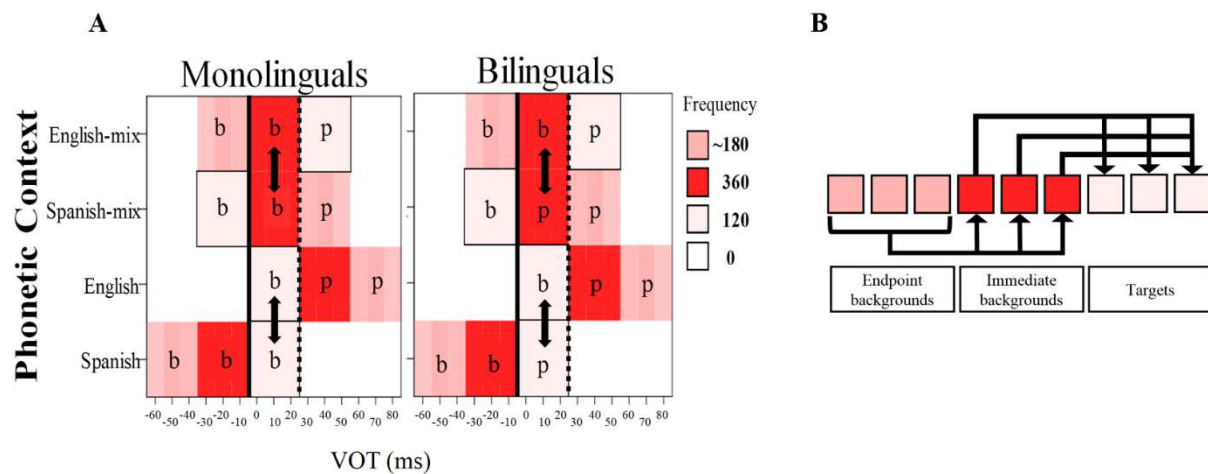 A
B
Monolinguals
Bilinguals
Phonetic Context
English-mix
Spanish-mix
English
Spanish
b b p
b b p
b p p
b b b
b b p
b p p
b p p
b b p
-60 -50 -40 -30 -20 -10 0 10 20 30 40 50 60 70 80
-60 -50 -40 -30 -20 -10 0 10 20 30 40 50 60 70 80
VOT (ms)
Frequency
~180
360
120
0
Endpoint
backgrounds
Immediate
backgrounds
Targets